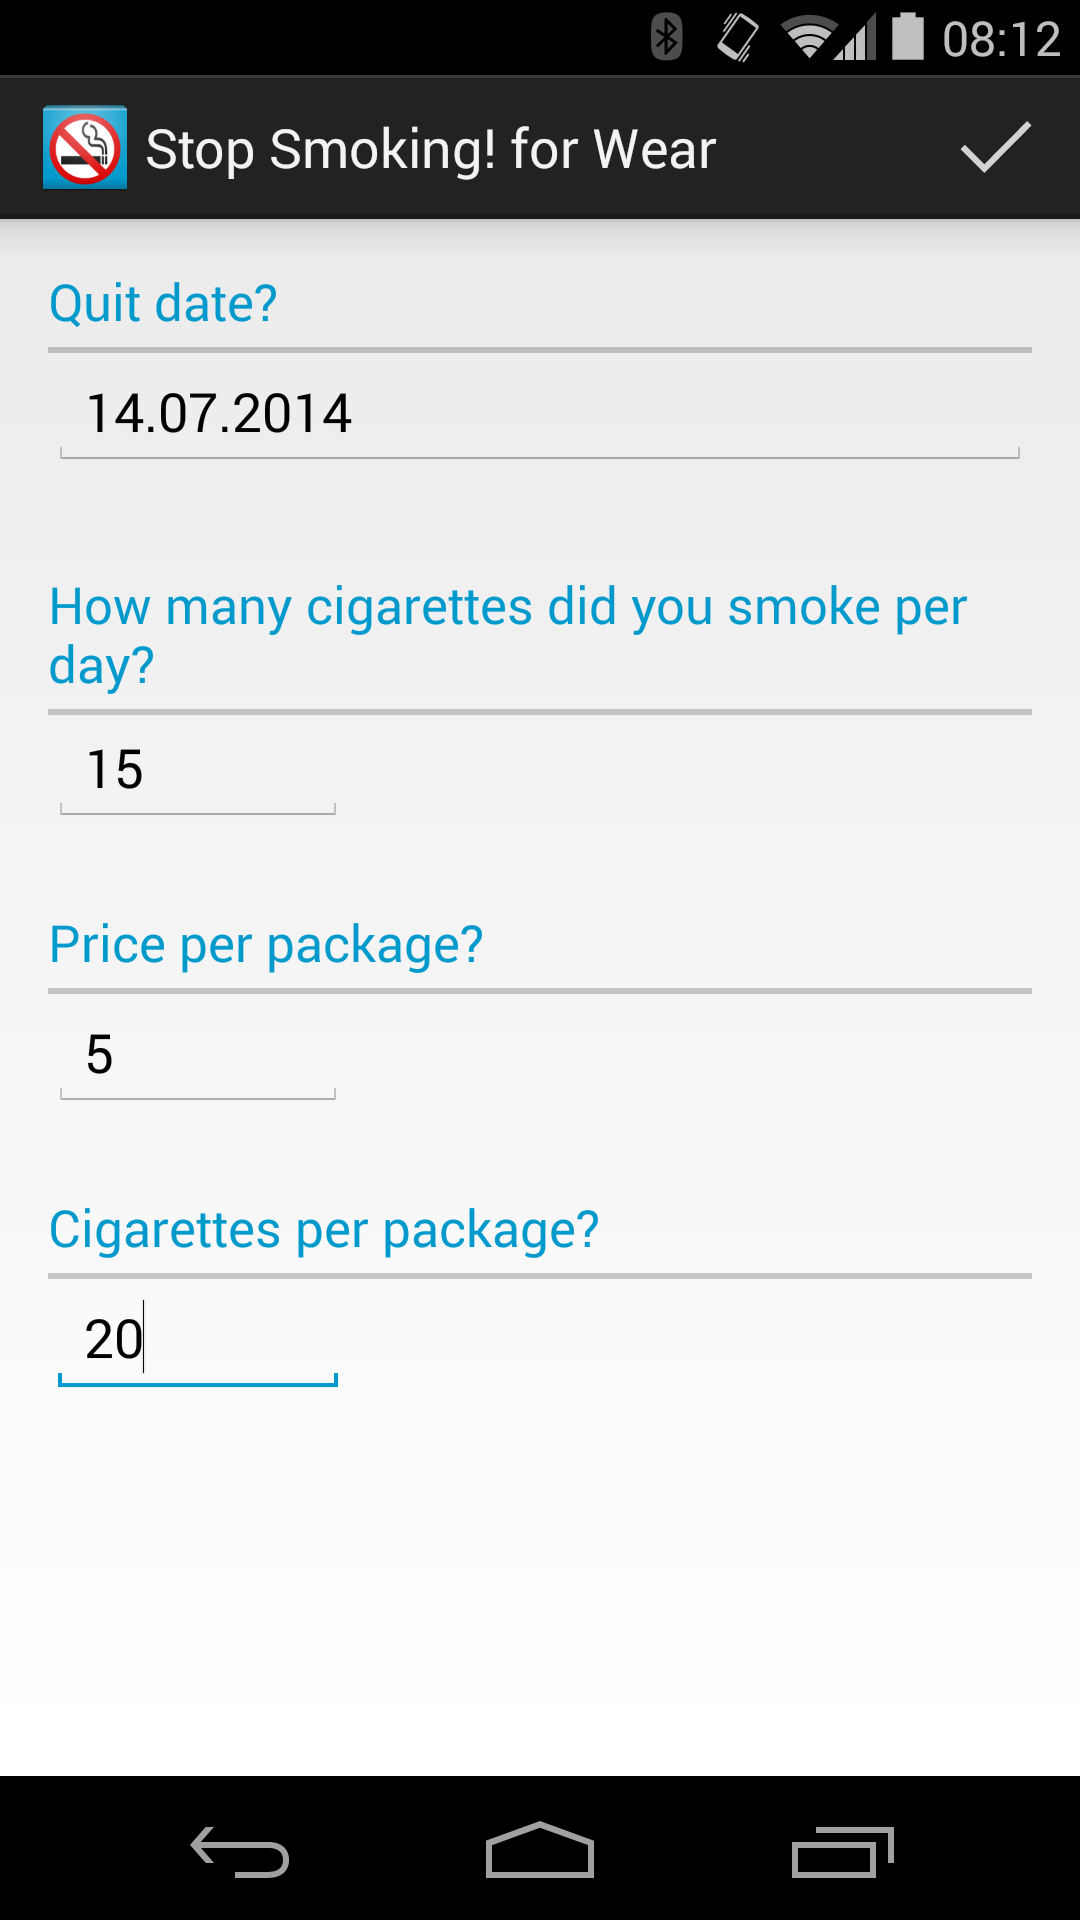 08:12
Stop Smoking! for Wear
Quit date?
14.07.2014
How many cigarettes did you smoke per
day?
15
Price per package?
5
Cigarettes per package?
20